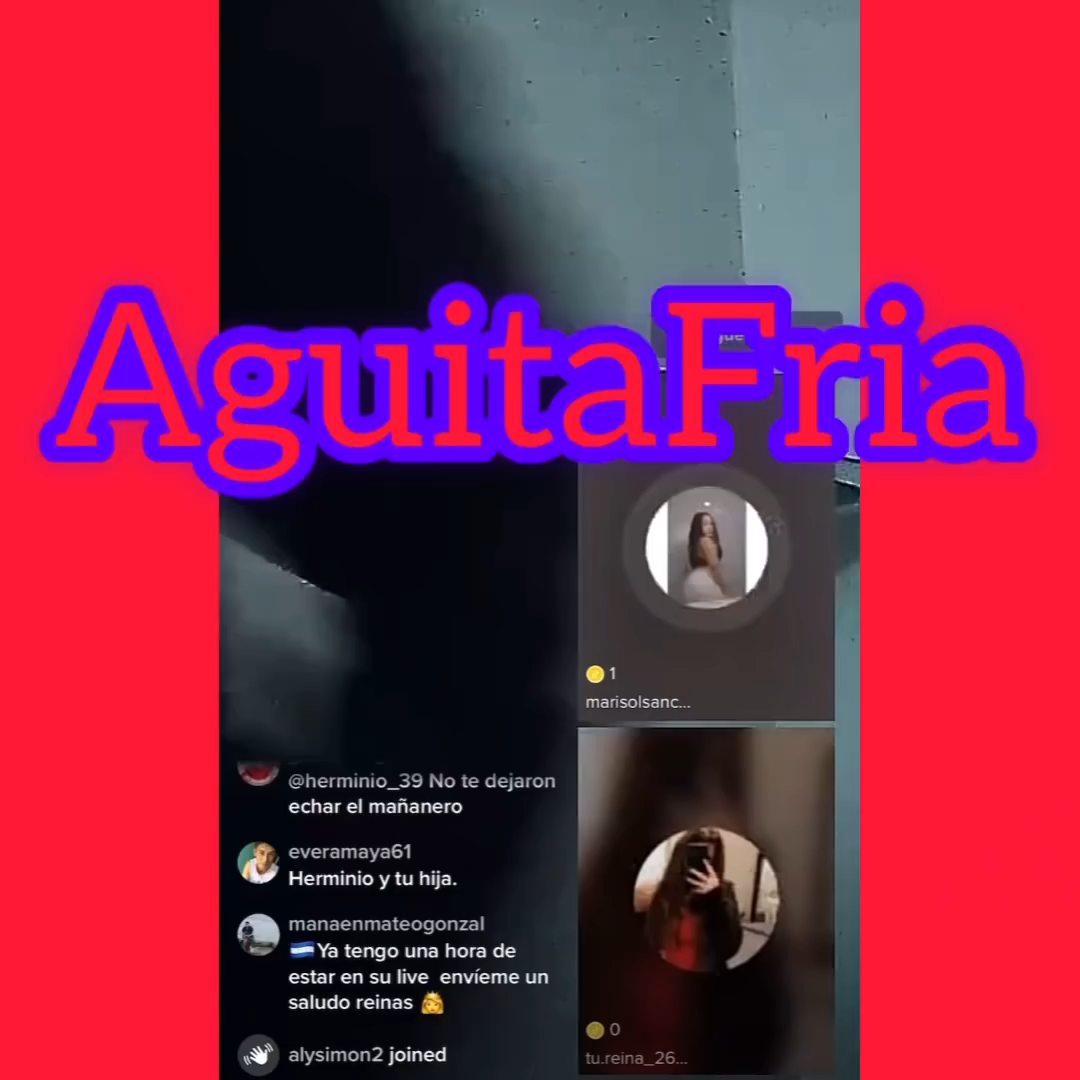 AguitaFria
1
marisolsanc...
@herminio_39 No te dejaron
echar el mañanero
everamaya61
Herminio y tu hija.
manaenmateogonzal
🇭🇳Ya tengo una hora de
estar en su live envíeme un
saludo reinas 👸
alysimon2 joined
0
tu.reina_26...